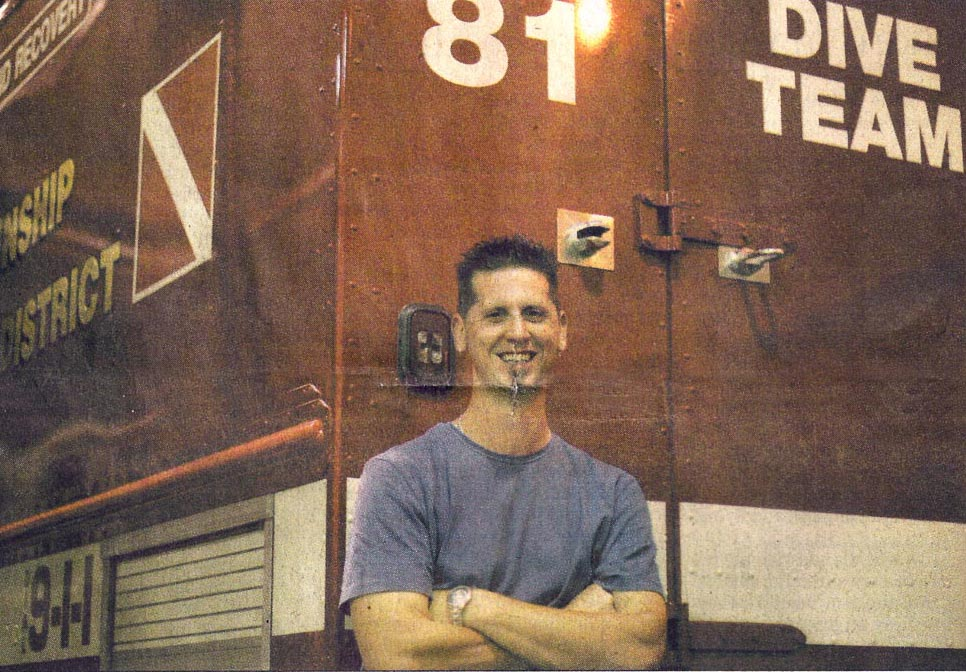 RECOVERY
NSHIP
DISTRICT
9-1-1
81
DIVE
TEAM